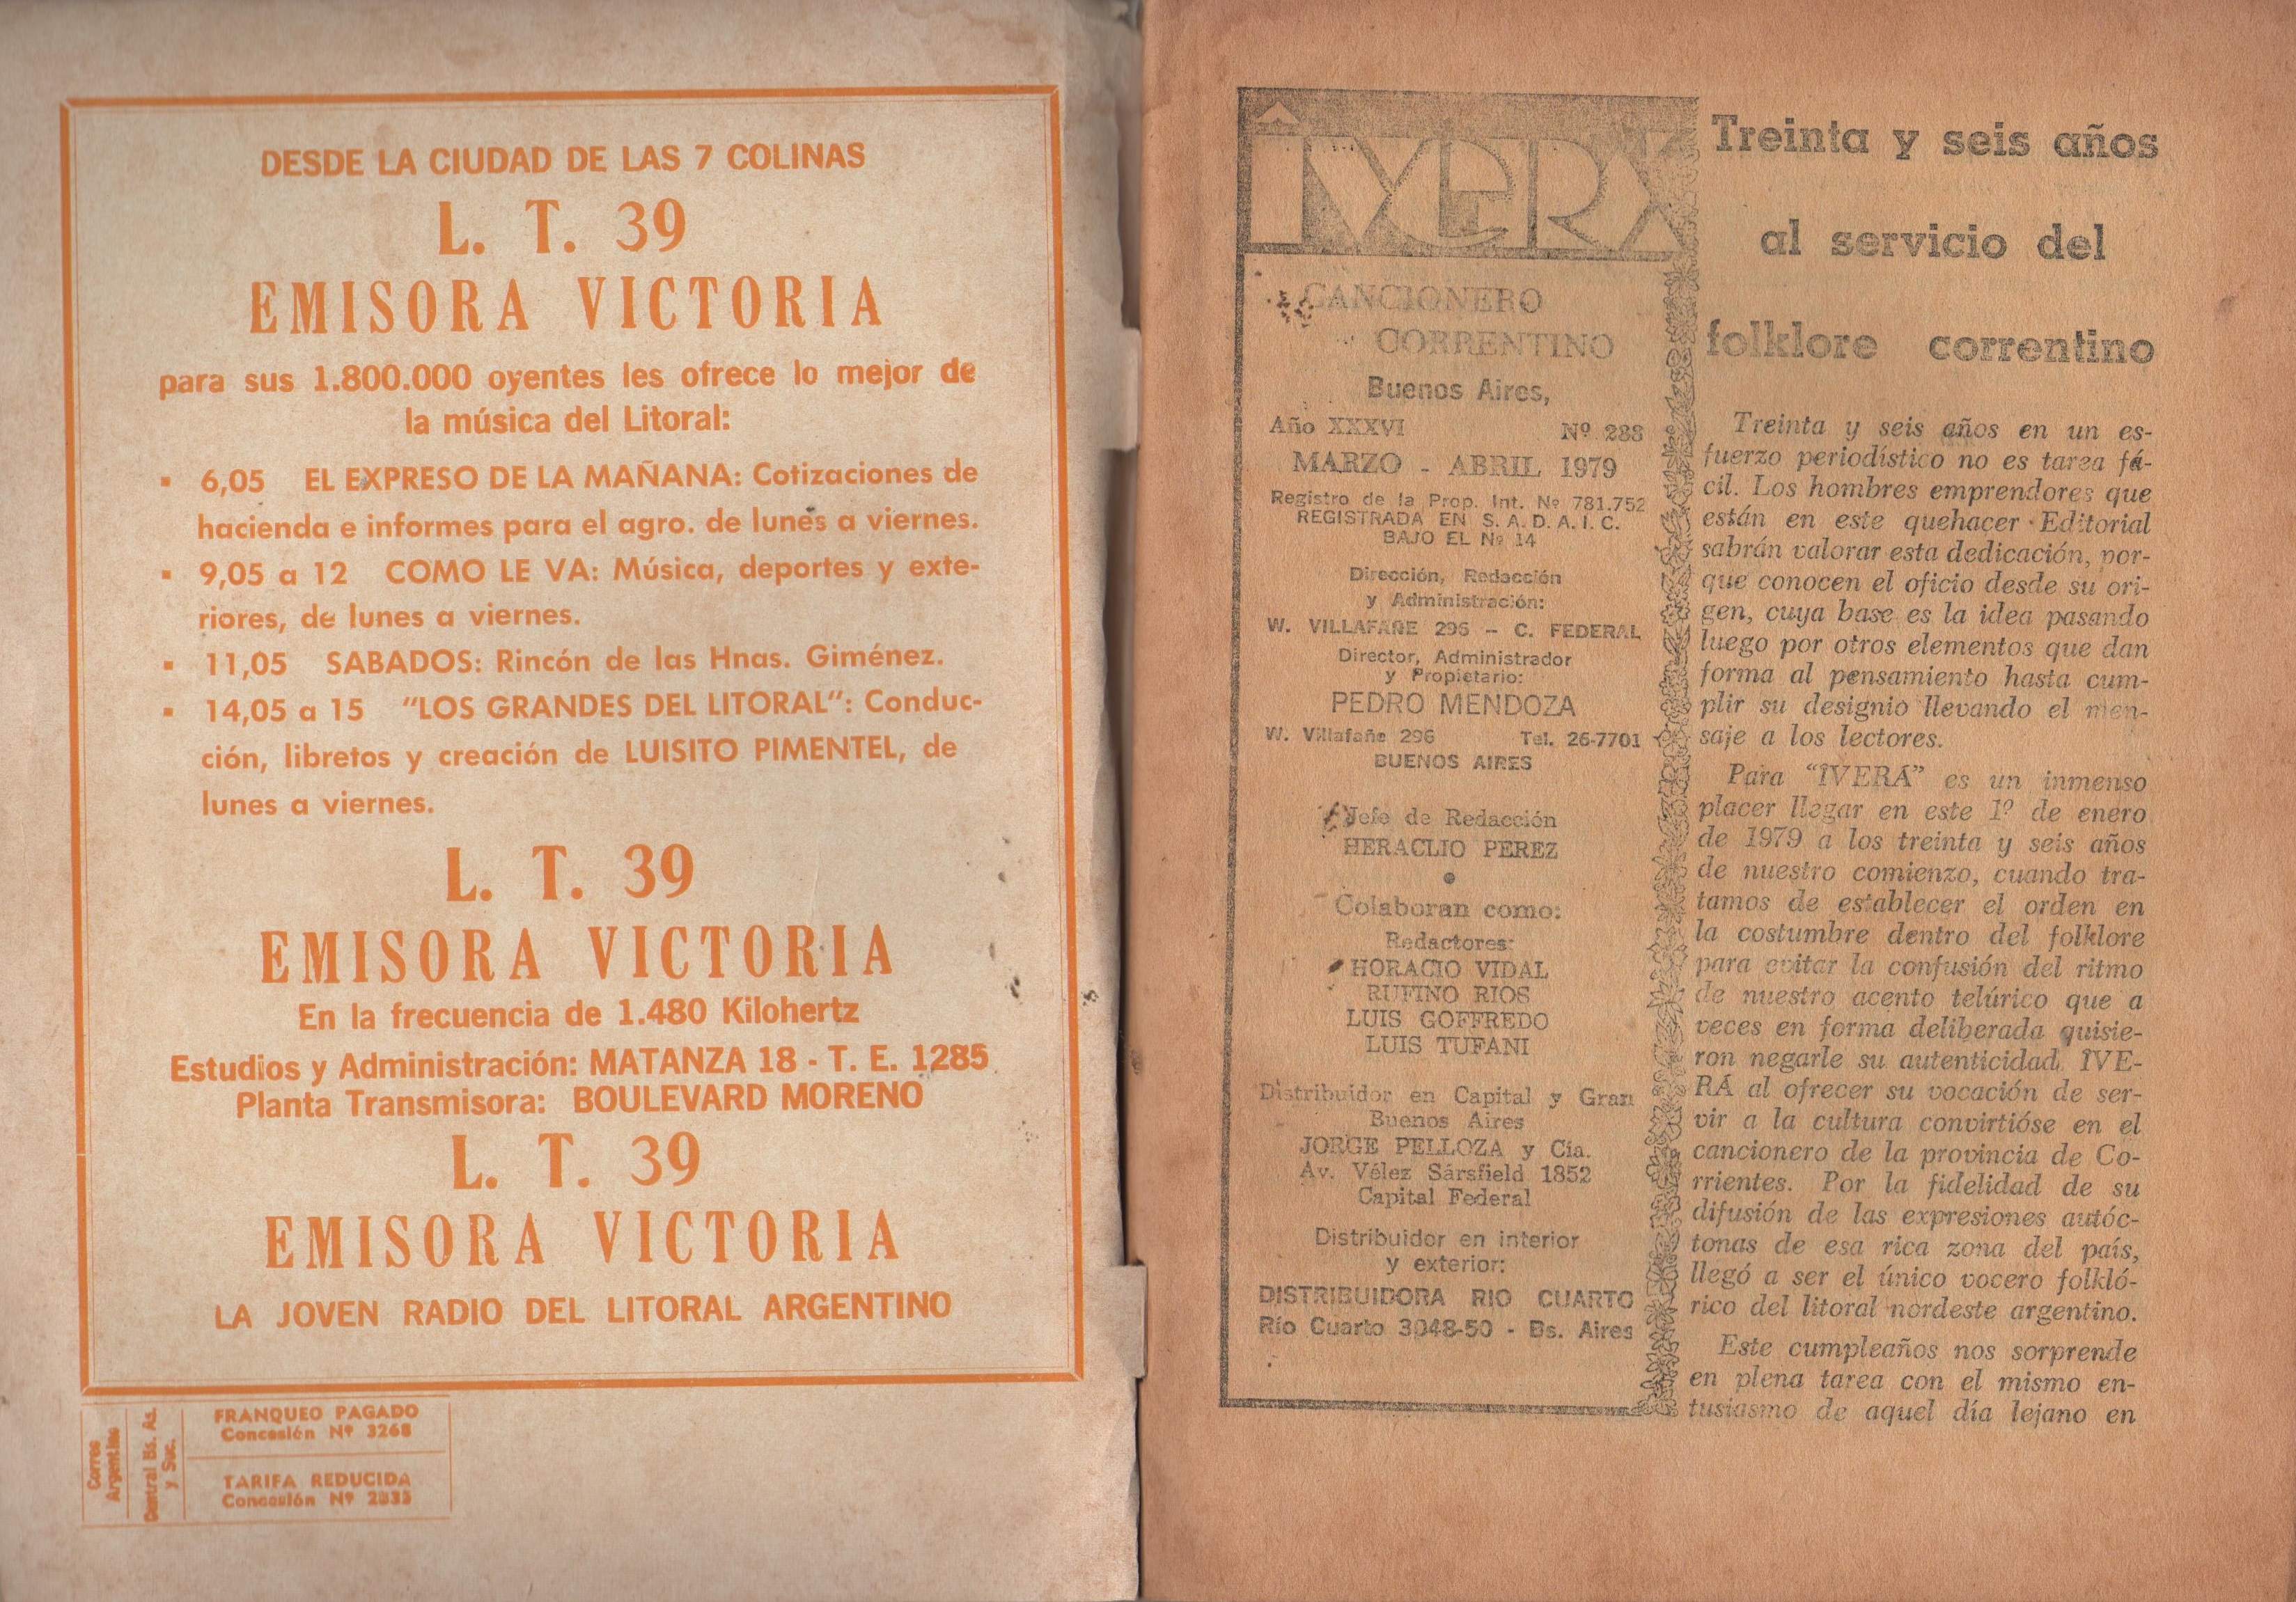 DESDE LA CIUDAD DE LAS 7 COLINAS
L. T. 39
EMISORA VICTORIA
para sus 1.800.000 oyentes les ofrece lo mejor de
la música del Litoral:
▪ 6,05 EL EXPRESO DE LA MAÑANA: Cotizaciones de
hacienda e informes para el agro. de lunes a viernes.
▪ 9,05 a 12 COMO LE VA: Música, deportes y exte-
riores, de lunes a viernes.
▪ 11,05 SABADOS: Rincón de las Hnas. Giménez.
▪ 14,05 a 15 "LOS GRANDES DEL LITORAL": Conduc-
ción, libretos y creación de LUISITO PIMENTEL, de
lunes a viernes.
L. T. 39
EMISORA VICTORIA
En la frecuencia de 1.480 Kilohertz
Estudios y Administración: MATANZA 18 - T. E. 1285
Planta Transmisora: BOULEVARD MORENO
L. T. 39
EMISORA VICTORIA
LA JOVEN RADIO DEL LITORAL ARGENTINO
Correo
Argentino
Central Bs. As.
y Suc.
FRANQUEO PAGADO
Concesión Nº 3268
TARIFA REDUCIDA
Concesión Nº
ÎVERÁ
CANCIONERO
CORRENTINO
Buenos Aires,
Año XXXVI Nº 288
MARZO - ABRIL 1979
Registro de la Prop. Int. Nº 781.752
REGISTRADA EN S. A. D. A. I. C.
BAJO EL Nº 14
Dirección, Redacción
y Administración:
W. VILLAFAÑE 296 - C. FEDERAL
Director, Administrador
y Propietario:
PEDRO MENDOZA
W. Villafañe 296 Tel. 26-7701
BUENOS AIRES
Jefe de Redacción
HERACLIO PEREZ
●
Colaboran como:
Redactores:
HORACIO VIDAL
RUFINO RIOS
LUIS GOFFREDO
LUIS TUFANI
Distribuidor en Capital y Gran
Buenos Aires
JORGE PELLOZA y Cía.
Av. Vélez Sársfield 1852
Capital Federal
Distribuidor en interior
y exterior:
DISTRIBUIDORA RIO CUARTO
Río Cuarto 3048-50 - Bs. Aires
Treinta y seis años
al servicio del
folklore correntino
Treinta y seis años en un es-
fuerzo periodístico no es tarea fá-
cil. Los hombres emprendores que
están en este quehacer Editorial
sabrán valorar esta dedicación, por-
que conocen el oficio desde su ori-
gen, cuya base es la idea pasando
luego por otros elementos que dan
forma al pensamiento hasta cum-
plir su designio llevando el men-
saje a los lectores.
Para "ÎVERÁ" es un inmenso
placer llegar en este 1º de enero
de 1979 a los treinta y seis años
de nuestro comienzo, cuando tra-
tamos de establecer el orden en
la costumbre dentro del folklore
para evitar la confusión del ritmo
de nuestro acento telúrico que a
veces en forma deliberada quisie-
ron negarle su autenticidad. ÎVE-
RÁ al ofrecer su vocación de ser-
vir a la cultura convirtióse en el
cancionero de la provincia de Co-
rrientes. Por la fidelidad de su
difusión de las expresiones autóc-
tonas de esa rica zona del país,
llegó a ser el único vocero folkló-
rico del litoral nordeste argentino.
Este cumpleaños nos sorprende
en plena tarea con el mismo en-
tusiasmo de aquel día lejano en